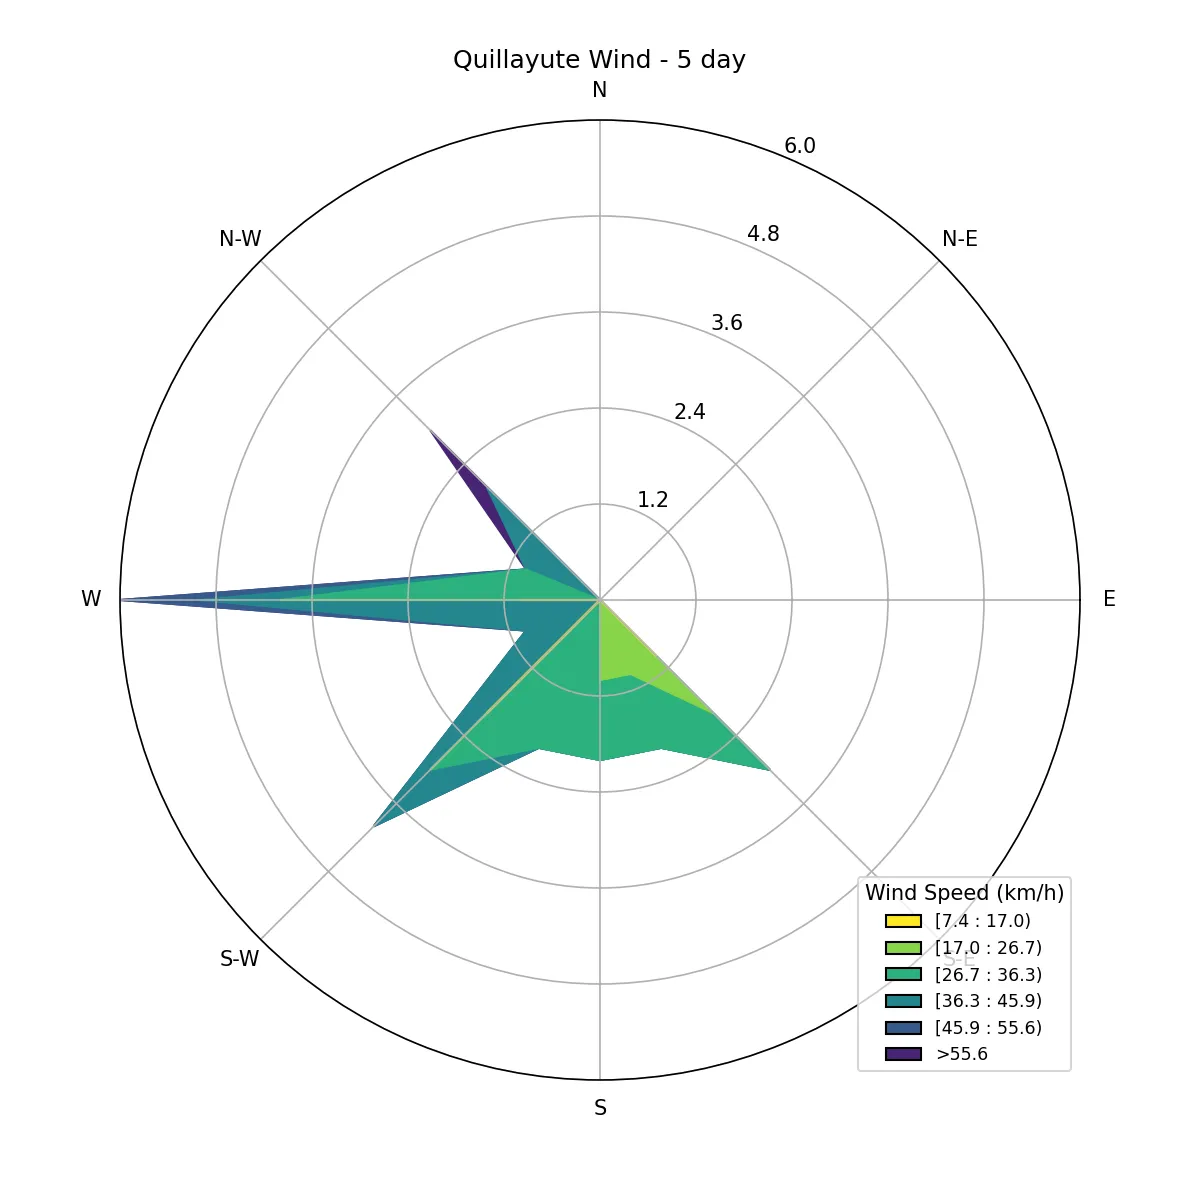 Quillayute Wind - 5 day
N
6.0
N-W
N-E
4.8
3.6
2.4
1.2
W
E
S-W
S-E
S
Wind Speed (km/h)
[7.4 : 17.0)
[17.0 : 26.7)
[26.7 : 36.3)
[36.3 : 45.9)
[45.9 : 55.6)
>55.6